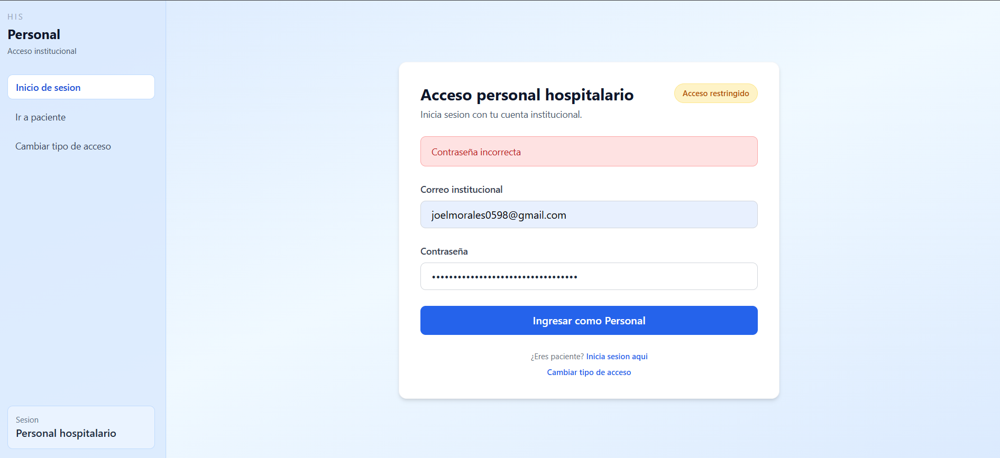 HIS
Personal
Acceso institucional
Inicio de sesion
Ir a paciente
Cambiar tipo de acceso
Sesion
Personal hospitalario
Acceso personal hospitalario
Acceso restringido
Inicia sesion con tu cuenta institucional.
Contraseña incorrecta
Correo institucional
joelmorales0598@gmail.com
Contraseña
••••••••••••••••••••••••••••••••••
Ingresar como Personal
¿Eres paciente? Inicia sesion aqui
Cambiar tipo de acceso